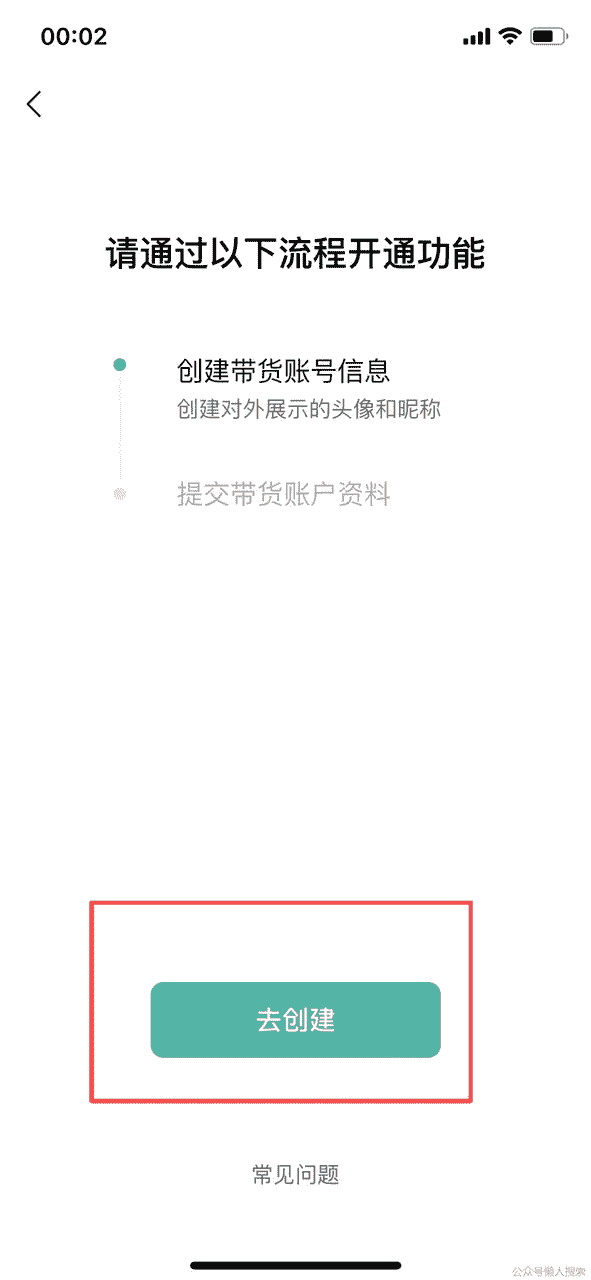 00:02
请通过以下流程开通功能
创建带货账号信息
创建对外展示的头像和昵称
提交带货账户资料
去创建
常见问题
公众号懒人搜索